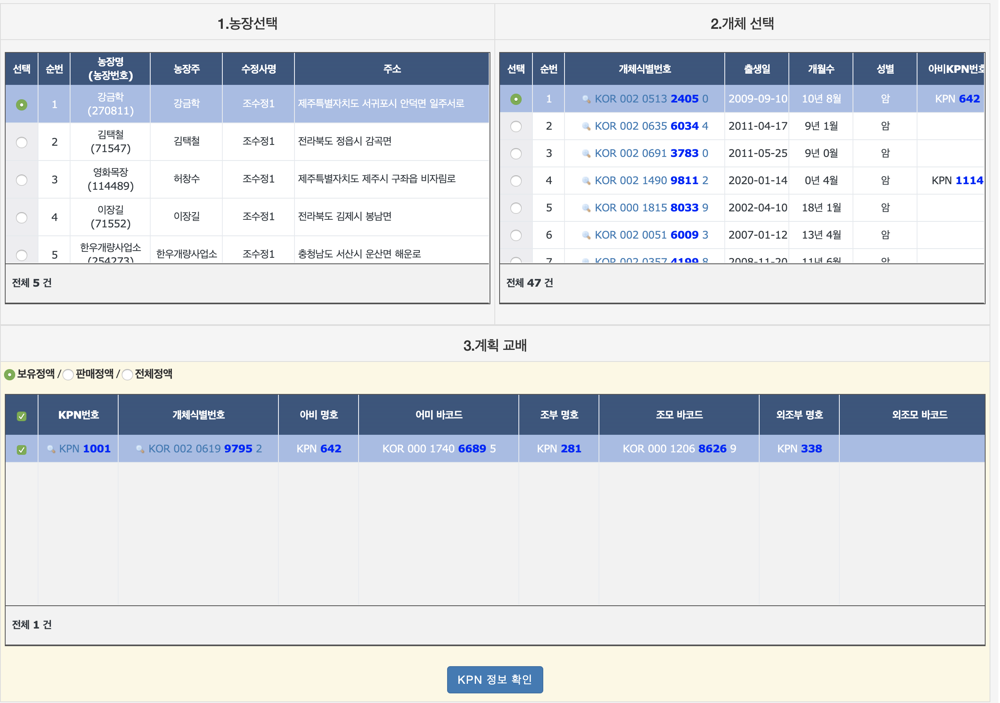 1.농장선택
선택 순번 농장명 (농장번호) 농장주 수정사명 주소
1 강금학 (270811) 강금학 조수정1 제주특별자치도 서귀포시 안덕면 일주서로
2 김택철 (71547) 김택철 조수정1 전라북도 정읍시 감곡면
3 영화목장 (114489) 허창수 조수정1 제주특별자치도 제주시 구좌읍 비자림로
4 이장길 (71552) 이장길 조수정1 전라북도 김제시 봉남면
5 한우개량사업소 (254273) 한우개량사업소 조수정1 충청남도 서산시 운산면 해운로
전체 5 건
2.개체 선택
선택 순번 개체식별번호 출생일 개월수 성별 아비KPN번호
1 KOR 002 0513 2405 0 2009-09-10 10년 8월 암 KPN 642
2 KOR 002 0635 6034 4 2011-04-17 9년 1월 암
3 KOR 002 0691 3783 0 2011-05-25 9년 0월 암
4 KOR 002 1490 9811 2 2020-01-14 0년 4월 암 KPN 1114
5 KOR 000 1815 8033 9 2002-04-10 18년 1월 암
6 KOR 002 0051 6009 3 2007-01-12 13년 4월 암
7 KOR 002 0357 4199 8 2008-11-20 11년 6월 암
전체 47 건
3.계획 교배
보유정액 / 판매정액 / 전체정액
KPN번호 개체식별번호 아비 명호 어미 바코드 조부 명호 조모 바코드 외조부 명호 외조모 바코드
KPN 1001 KOR 002 0619 9795 2 KPN 642 KOR 000 1740 6689 5 KPN 281 KOR 000 1206 8626 9 KPN 338
전체 1 건
KPN 정보 확인